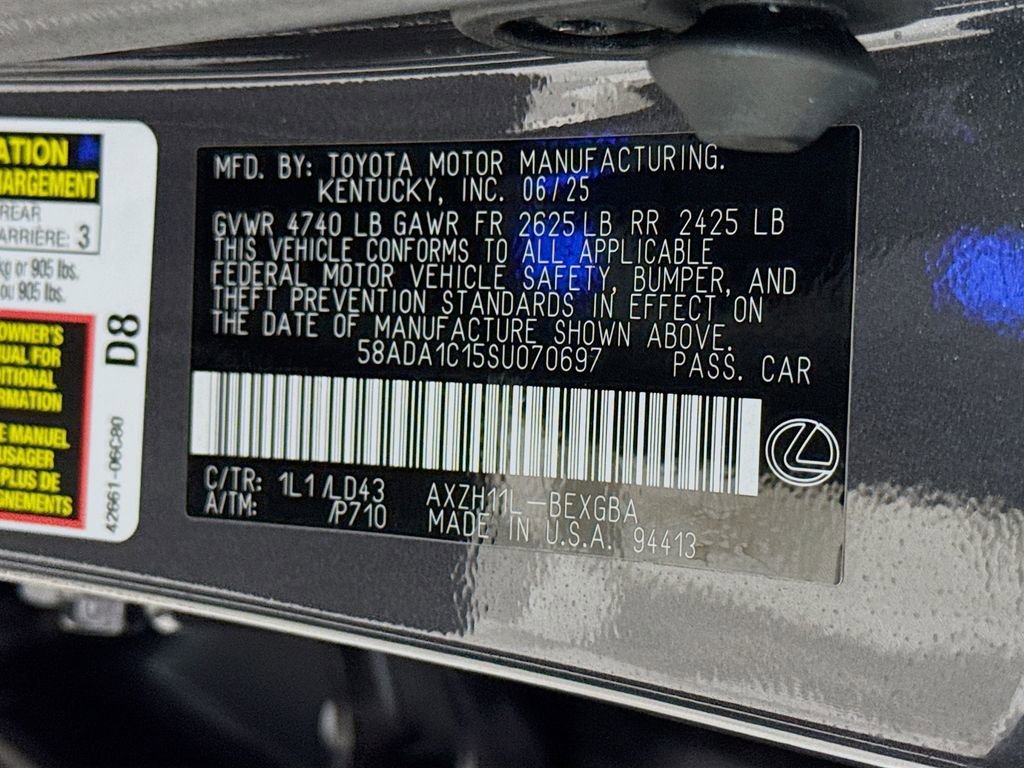 ATION
HARGEMENT
REAR
ARRIÈRE: 3
kg or 905 lbs.
ou 905 lbs.
OWNER'S
UAL FOR
ITIONAL
RMATION
E MANUEL
USAGER
PLUS DE
D8
42661-06C80
MFD. BY: TOYOTA MOTOR MANUFACTURING.
KENTUCKY, INC. 06/25
GVWR 4740 LB GAWR FR 2625 LB RR 2425 LB
THIS VEHICLE CONFORMS TO ALL APPLICABLE
FEDERAL MOTOR VEHICLE SAFETY, BUMPER, AND
THEFT PREVENTION STANDARDS IN EFFECT ON
THE DATE OF MANUFACTURE SHOWN ABOVE.
58ADA1C15SU070697 PASS. CAR
C/TR: 1L1 /LD43 AXZH11L-BEXGBA
A/TM: /P710 MADE IN U.S.A. 94413